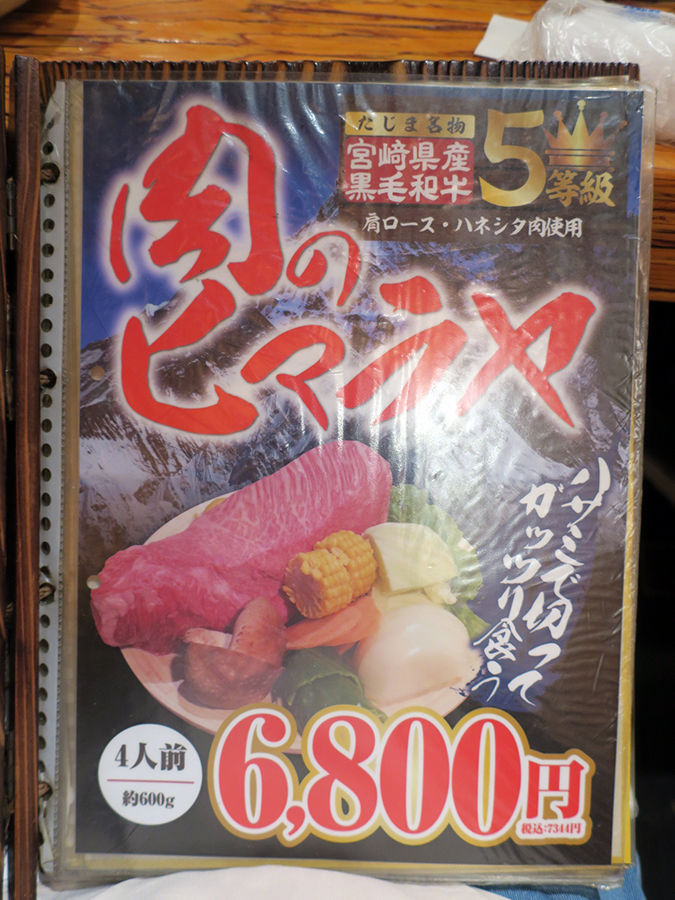 たじま名物
宮崎県産
黒毛和牛
5等級
肩ロース・ハネシタ肉使用
肉の
ヒマラヤ
ハサミで切って
ガッツリ食う
4人前
約600g
6,800円
税込:7344円